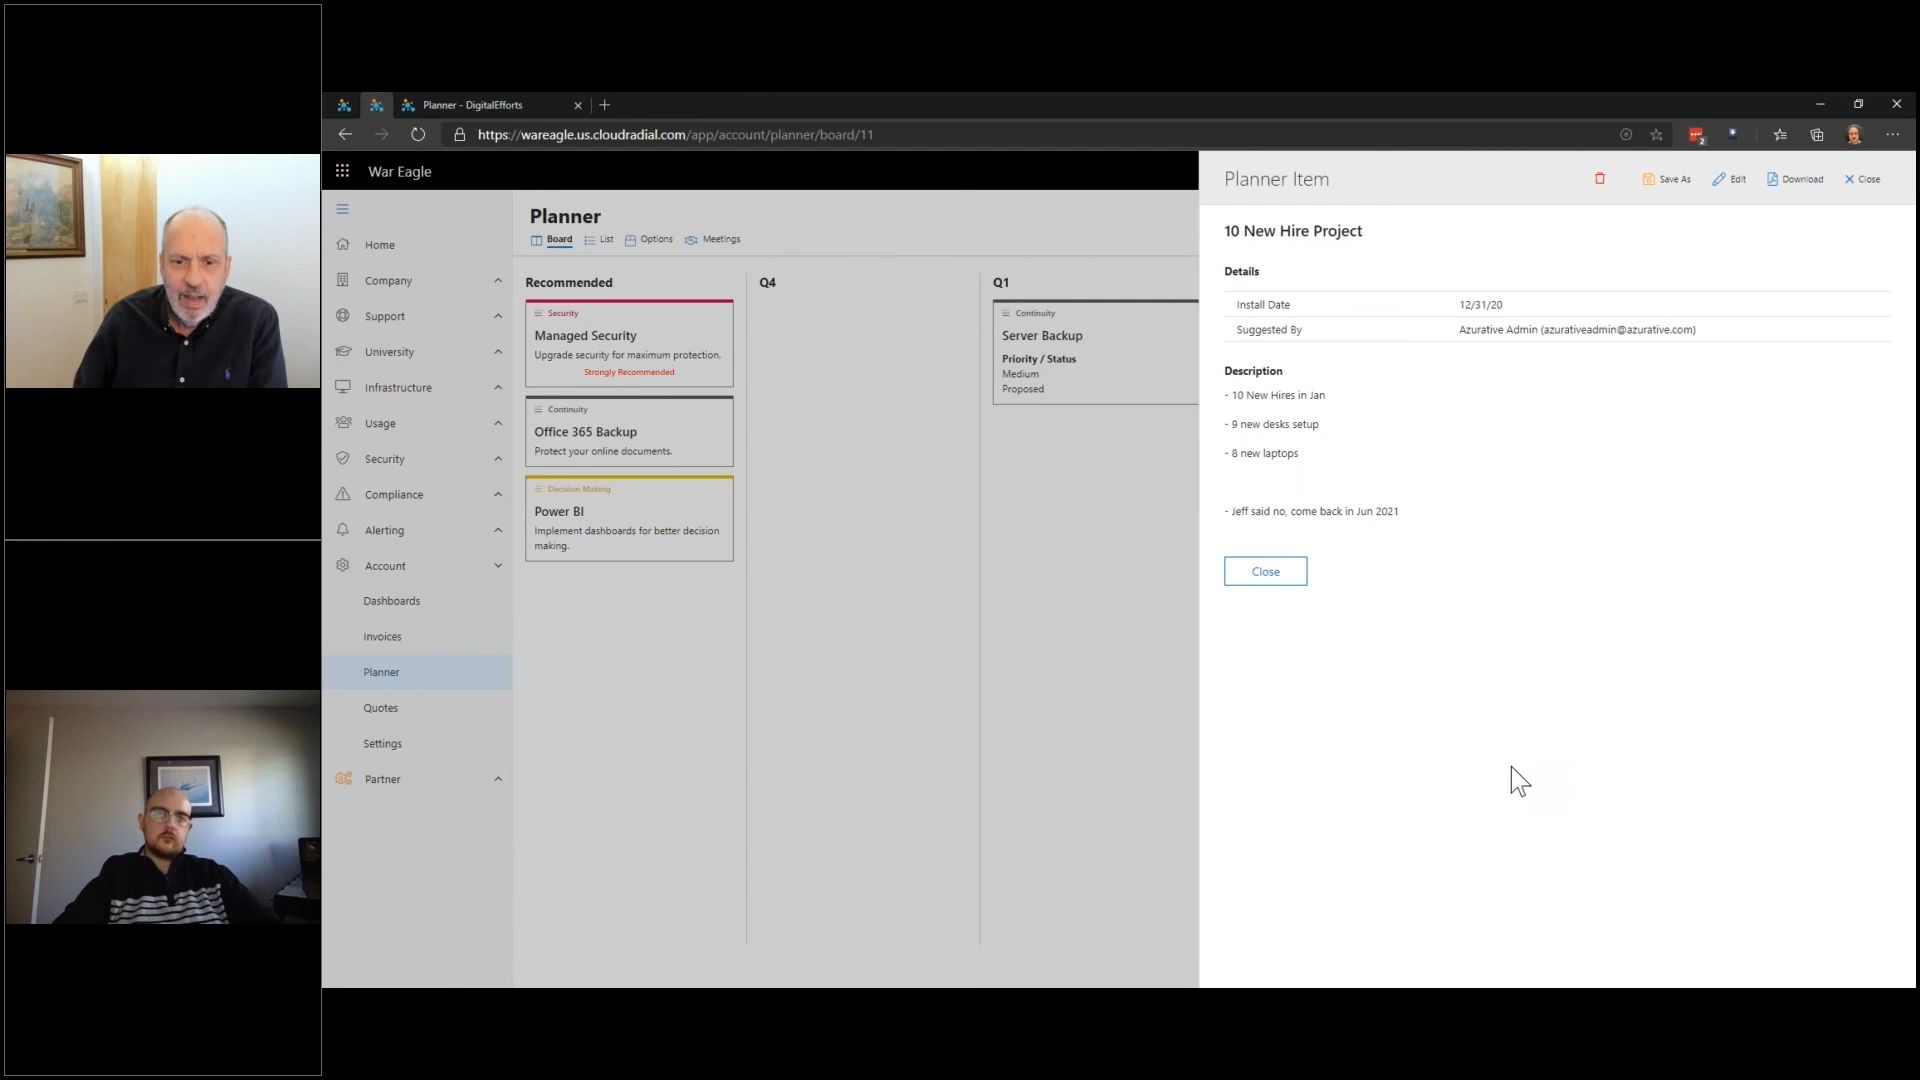 Planner - DigitalEfforts
https://wareagle.us.cloudradial.com/app/account/planner/board/11
2
War Eagle
Home
Company
Support
University
Infrastructure
Usage
Security
Compliance
Alerting
Account
Dashboards
Invoices
Planner
Quotes
Settings
Partner
Planner
Board List Options Meetings
Recommended
Security
Managed Security
Upgrade security for maximum protection.
Strongly Recommended
Continuity
Office 365 Backup
Protect your online documents.
Decision Making
Power BI
Implement dashboards for better decision
making.
Q4
Q1
Continuity
Server Backup
Priority / Status
Medium
Proposed
Planner Item
Save As Edit Download Close
10 New Hire Project
Details
Install Date 12/31/20
Suggested By Azurative Admin (azurativeadmin@azurative.com)
Description
- 10 New Hires in Jan
- 9 new desks setup
- 8 new laptops
- Jeff said no, come back in Jun 2021
Close